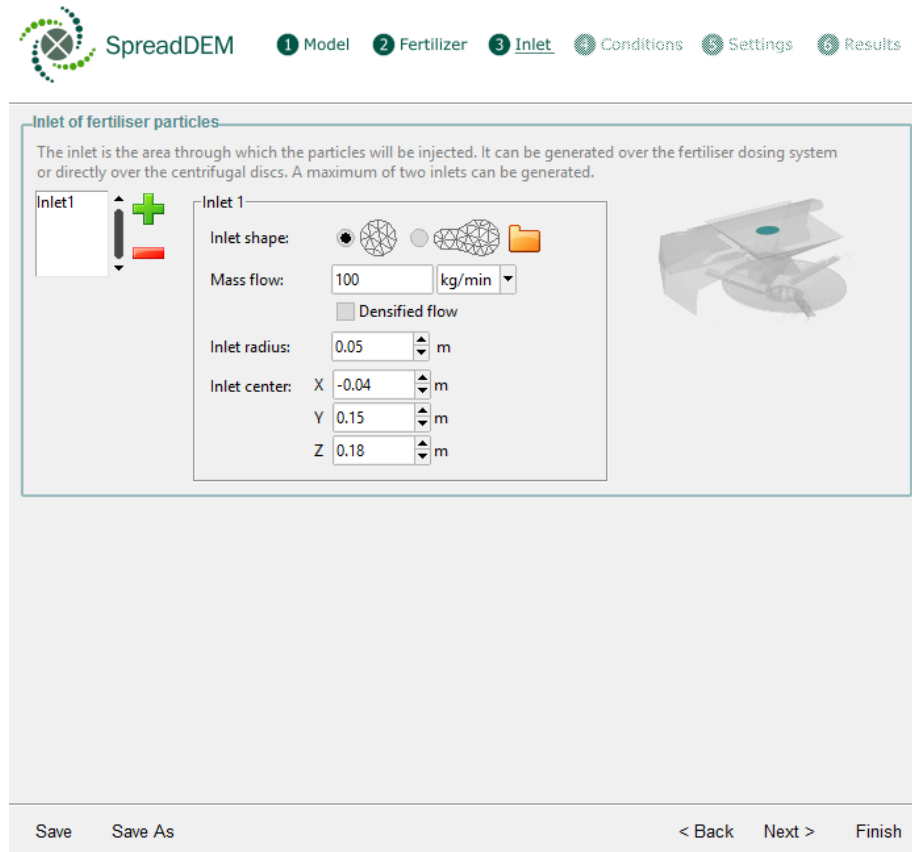 SpreadDEM 1 Model 2 Fertilizer 3 Inlet 4 Conditions 5 Settings 6 Results
Inlet of fertiliser particles
The inlet is the area through which the particles will be injected. It can be generated over the fertiliser dosing system
or directly over the centrifugal discs. A maximum of two inlets can be generated.
Inlet1
Inlet 1
Inlet shape:
Mass flow: 100 kg/min
Densified flow
Inlet radius: 0.05 m
Inlet center: X -0.04 m
Y 0.15 m
Z 0.18 m
Save Save As < Back Next > Finish